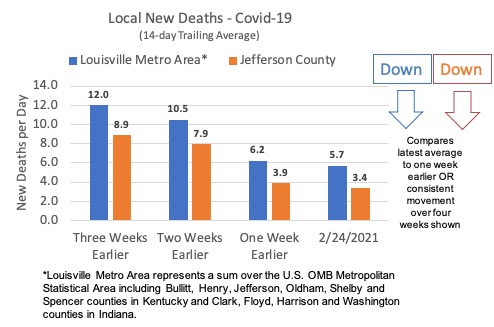 Local New Deaths - Covid-19
(14-day Trailing Average)
Louisville Metro Area* Jefferson County
Down Down
New Deaths per Day
14.0
12.0
10.0
8.0
6.0
4.0
2.0
0.0
12.0
8.9
10.5
7.9
6.2
3.9
5.7
3.4
Three Weeks
Earlier
Two Weeks
Earlier
One Week
Earlier
2/24/2021
Compares
latest average
to one week
earlier OR
consistent
movement
over four
weeks shown
*Louisville Metro Area represents a sum over the U.S. OMB Metropolitan
Statistical Area including Bullitt, Henry, Jefferson, Oldham, Shelby and
Spencer counties in Kentucky and Clark, Floyd, Harrison and Washington
counties in Indiana.